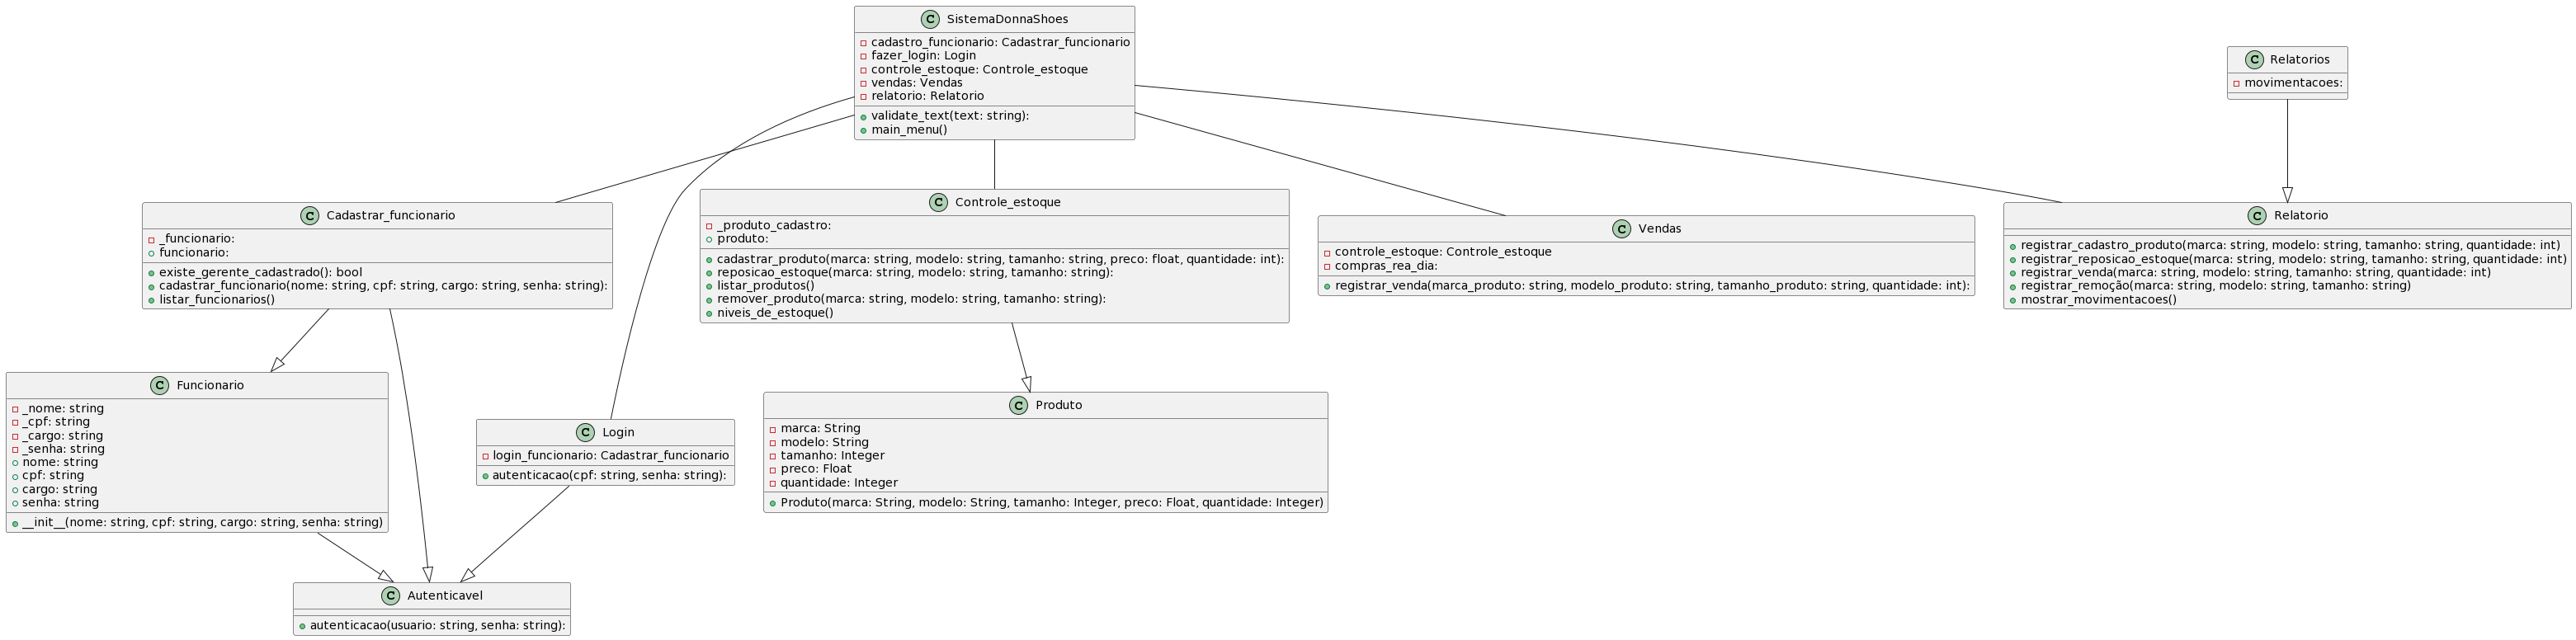 C SistemaDonnaShoes
cadastro_funcionario: Cadastrar_funcionario
fazer_login: Login
controle_estoque: Controle_estoque
vendas: Vendas
relatorio: Relatorio
validate_text(text: string):
main_menu()
C Relatorios
movimentacoes:
C Cadastrar_funcionario
_funcionario:
funcionario:
existe_gerente_cadastrado(): bool
cadastrar_funcionario(nome: string, cpf: string, cargo: string, senha: string):
listar_funcionarios()
C Controle_estoque
_produto_cadastro:
produto:
cadastrar_produto(marca: string, modelo: string, tamanho: string, preco: float, quantidade: int):
reposicao_estoque(marca: string, modelo: string, tamanho: string):
listar_produtos()
remover_produto(marca: string, modelo: string, tamanho: string):
niveis_de_estoque()
C Vendas
controle_estoque: Controle_estoque
compras_rea_dia:
registrar_venda(marca_produto: string, modelo_produto: string, tamanho_produto: string, quantidade: int):
C Relatorio
registrar_cadastro_produto(marca: string, modelo: string, tamanho: string, quantidade: int)
registrar_reposicao_estoque(marca: string, modelo: string, tamanho: string, quantidade: int)
registrar_venda(marca: string, modelo: string, tamanho: string, quantidade: int)
registrar_remoção(marca: string, modelo: string, tamanho: string)
mostrar_movimentacoes()
C Funcionario
_nome: string
_cpf: string
_cargo: string
_senha: string
nome: string
cpf: string
cargo: string
senha: string
__init__(nome: string, cpf: string, cargo: string, senha: string)
C Login
login_funcionario: Cadastrar_funcionario
autenticacao(cpf: string, senha: string):
C Produto
marca: String
modelo: String
tamanho: Integer
preco: Float
quantidade: Integer
Produto(marca: String, modelo: String, tamanho: Integer, preco: Float, quantidade: Integer)
C Autenticavel
autenticacao(usuario: string, senha: string):